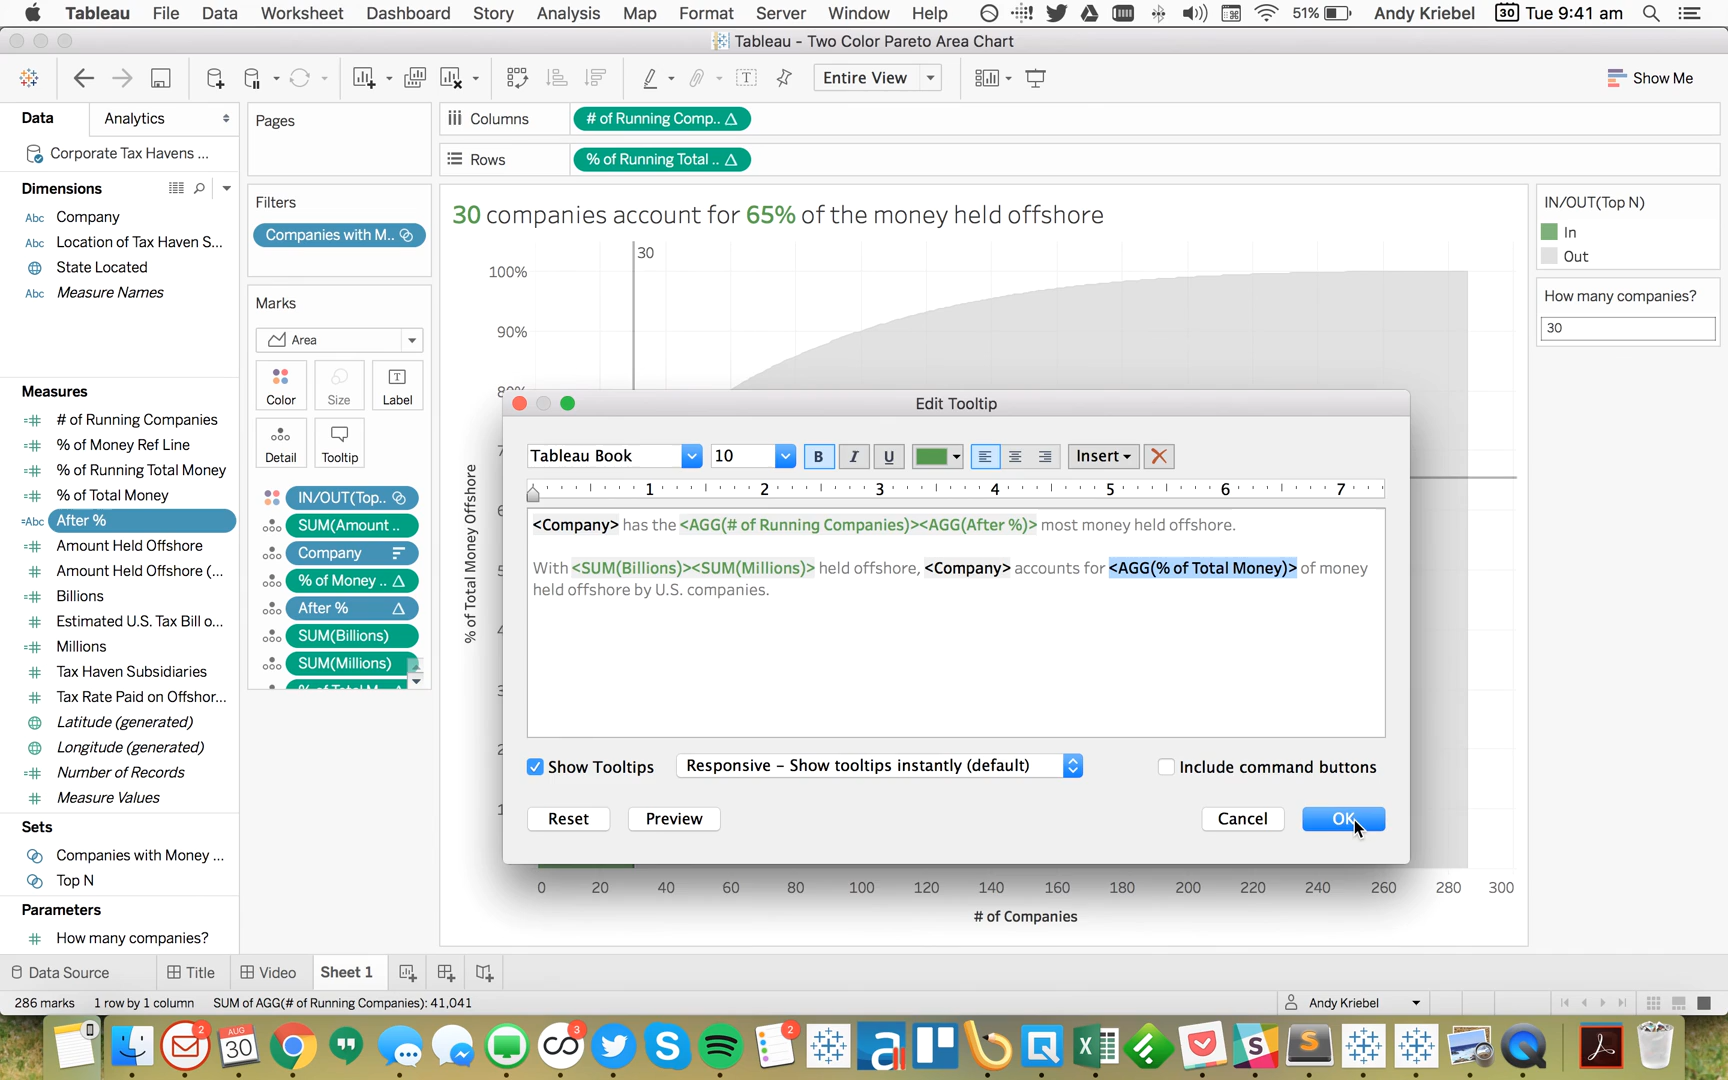 Tableau File Data Worksheet Dashboard Story Analysis Map Format Server Window Help 51% Andy Kriebel 30 Tue 9:41 am
Tableau - Two Color Pareto Area Chart
Entire View Show Me
Data Analytics Pages Columns # of Running Comp..
Corporate Tax Havens ... Rows % of Running Total ..
Dimensions
Abc Company
Abc Location of Tax Haven S...
State Located
Abc Measure Names
Filters
Companies with M..
Marks
Area
Color Size Label
Detail Tooltip
IN/OUT(Top..
SUM(Amount ..
Company
% of Money ..
After %
SUM(Billions)
SUM(Millions)
Measures
# of Running Companies
% of Money Ref Line
% of Running Total Money
% of Total Money
=Abc After %
Amount Held Offshore
Amount Held Offshore (...
Billions
Estimated U.S. Tax Bill o...
Millions
Tax Haven Subsidiaries
Tax Rate Paid on Offshor...
Latitude (generated)
Longitude (generated)
Number of Records
Measure Values
Sets
Companies with Money ...
Top N
Parameters
How many companies?
30 companies account for 65% of the money held offshore
30
100%
90%
% of Total Money Offshore
0 20 40 60 80 100 120 140 160 180 200 220 240 260 280 300
# of Companies
IN/OUT(Top N)
In
Out
How many companies?
30
Edit Tooltip
Tableau Book 10 B I U Insert
1 2 3 4 5 6 7
<Company> has the <AGG(# of Running Companies)><AGG(After %)> most money held offshore.
With <SUM(Billions)><SUM(Millions)> held offshore, <Company> accounts for <AGG(% of Total Money)> of money
held offshore by U.S. companies.
Show Tooltips Responsive – Show tooltips instantly (default) Include command buttons
Reset Preview Cancel OK
Data Source Title Video Sheet 1
286 marks 1 row by 1 column SUM of AGG(# of Running Companies): 41,041 Andy Kriebel
2 AUG 30 3 2